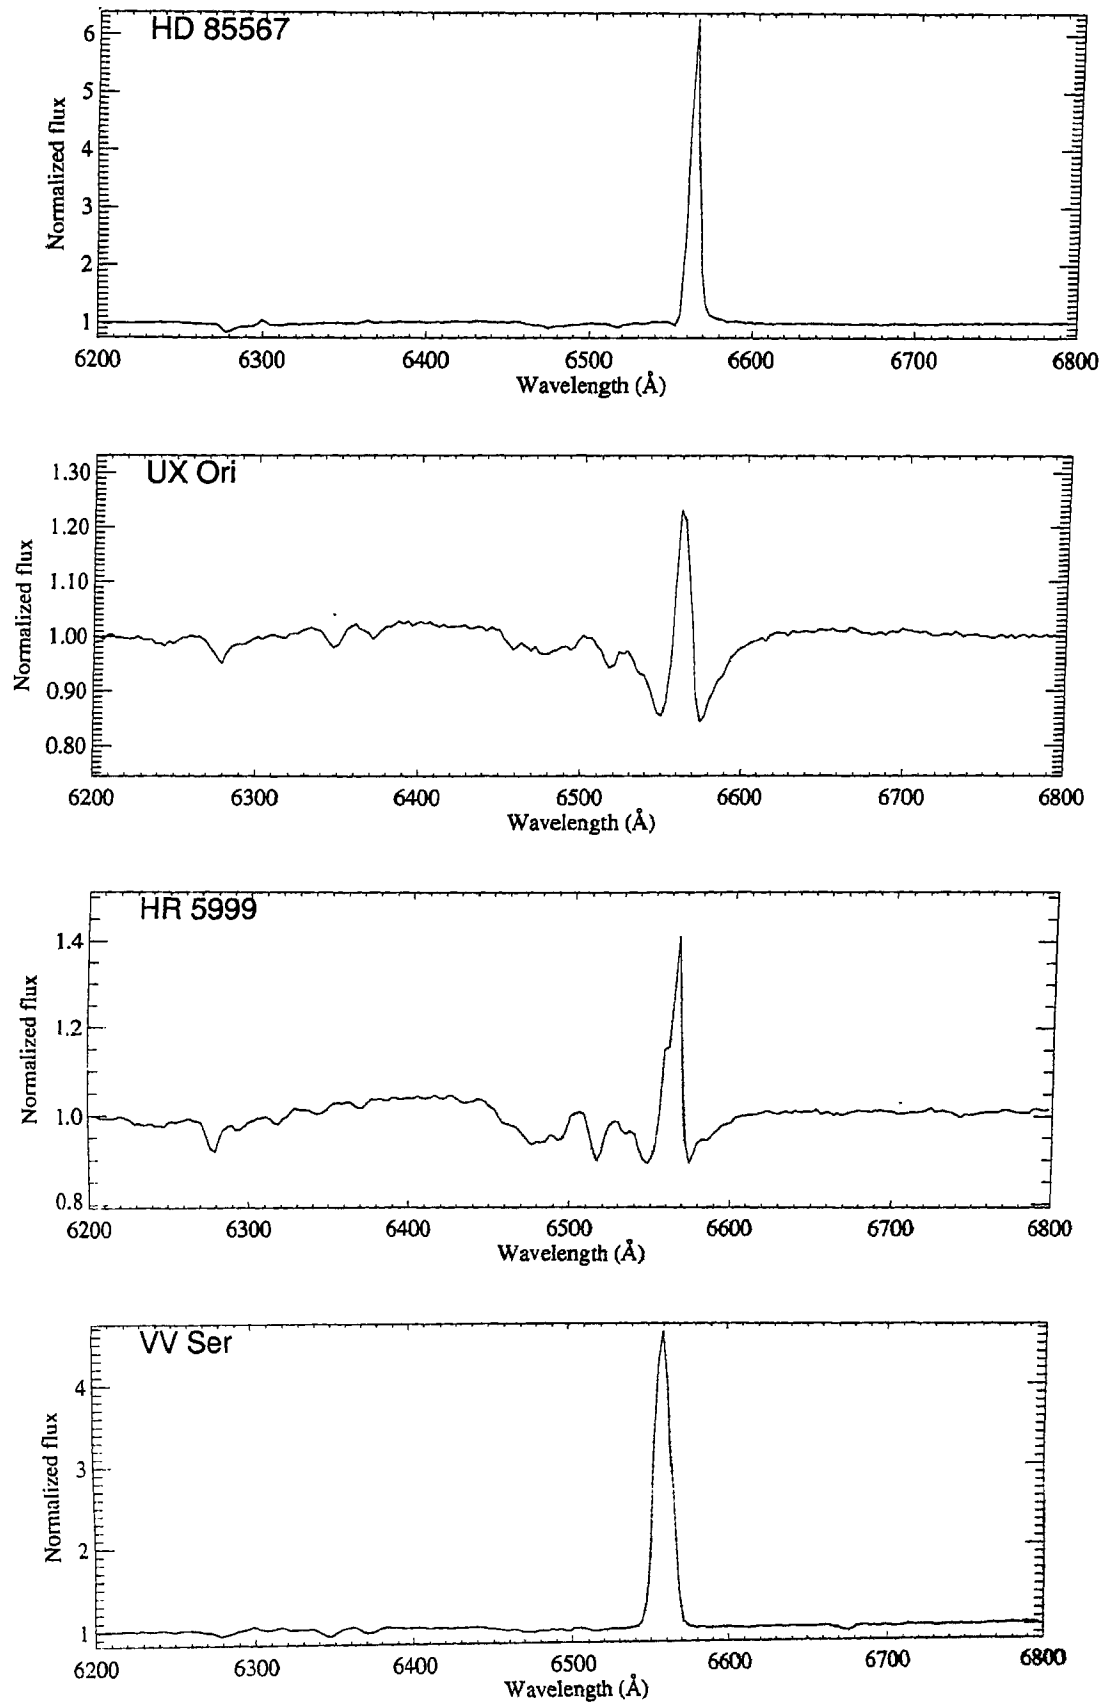 HD 85567
6
5
4
3
2
1
Normalized flux
6200 6300 6400 6500 6600 6700 6800
Wavelength (Å)
UX Ori
1.30
1.20
1.10
1.00
0.90
0.80
Normalized flux
6200 6300 6400 6500 6600 6700 6800
Wavelength (Å)
HR 5999
1.4
1.2
1.0
0.8
Normalized flux
6200 6300 6400 6500 6600 6700 6800
Wavelength (Å)
VV Ser
4
3
2
1
Normalized flux
6200 6300 6400 6500 6600 6700 6800
Wavelength (Å)